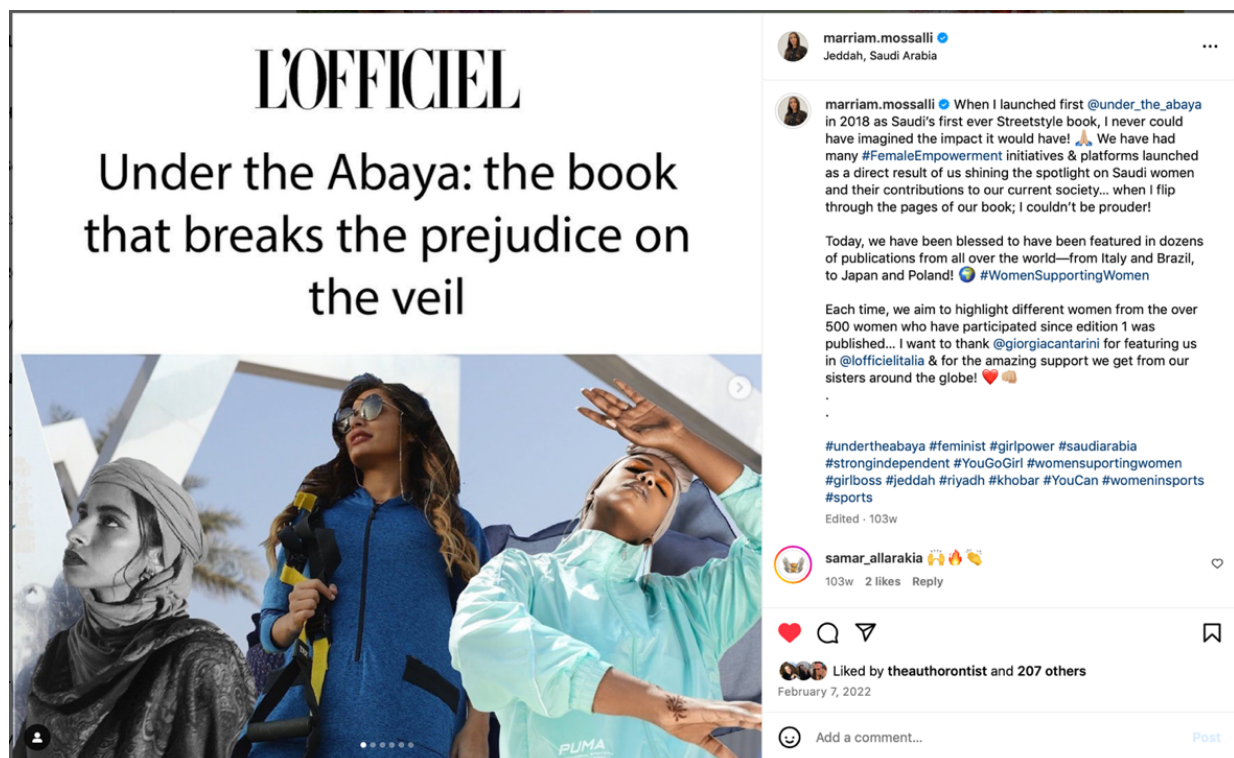 L'OFFICIEL
Under the Abaya: the book
that breaks the prejudice on
the veil
PUMA
marriam.mossalli
Jeddah, Saudi Arabia
marriam.mossalli When I launched first @under_the_abaya
in 2018 as Saudi's first ever Streetstyle book, I never could
have imagined the impact it would have! 🙏🏼 We have had
many #FemaleEmpowerment initiatives & platforms launched
as a direct result of us shining the spotlight on Saudi women
and their contributions to our current society... when I flip
through the pages of our book; I couldn't be prouder!
Today, we have been blessed to have been featured in dozens
of publications from all over the world—from Italy and Brazil,
to Japan and Poland! 🌍 #WomenSupportingWomen
Each time, we aim to highlight different women from the over
500 women who have participated since edition 1 was
published... I want to thank @giorgiacantarini for featuring us
in @lofficielitalia & for the amazing support we get from our
sisters around the globe! ❤️👊🏼
.
.
#undertheabaya #feminist #girlpower #saudiarabia
#strongindependent #YouGoGirl #womensuportingwomen
#girlboss #jeddah #riyadh #khobar #YouCan #womeninsports
#sports
Edited · 103w
samar_allarakia 🙌🔥👏
103w 2 likes Reply
Liked by theauthorontist and 207 others
February 7, 2022
Add a comment...
Post